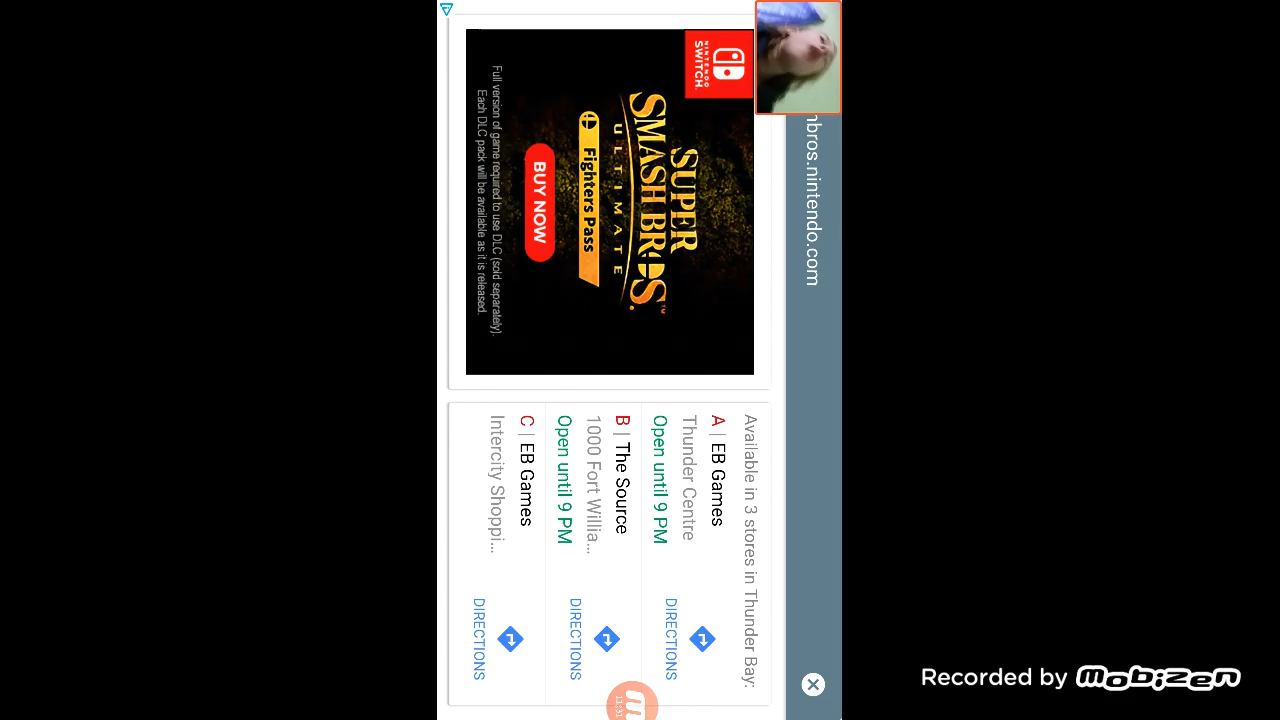 mbros.nintendo.com
NINTENDO
SWITCH.
SUPER
SMASH BROS.™
ULTIMATE
Fighters Pass
BUY NOW
Full version of game required to use DLC (sold separately).
Each DLC pack will be available as it is released.
Available in 3 stores in Thunder Bay:
A | EB Games
Thunder Centre
Open until 9 PM
DIRECTIONS
B | The Source
1000 Fort Willia...
Open until 9 PM
DIRECTIONS
C | EB Games
Intercity Shoppi...
DIRECTIONS
Recorded by MOBIZEN